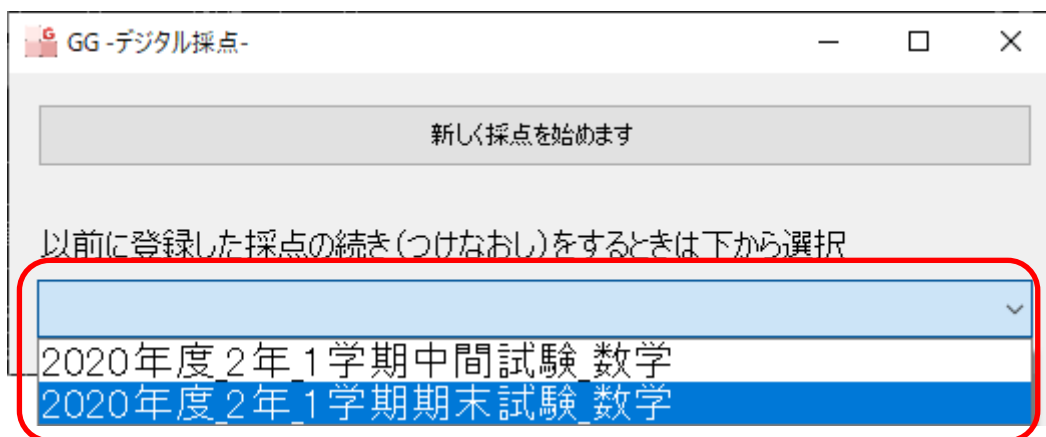 GG -デジタル採点-
新しく採点を始めます
以前に登録した採点の続き(つけなおし)をするときは下から選択
2020年度_2年_1学期中間試験_数学
2020年度_2年_1学期期末試験_数学